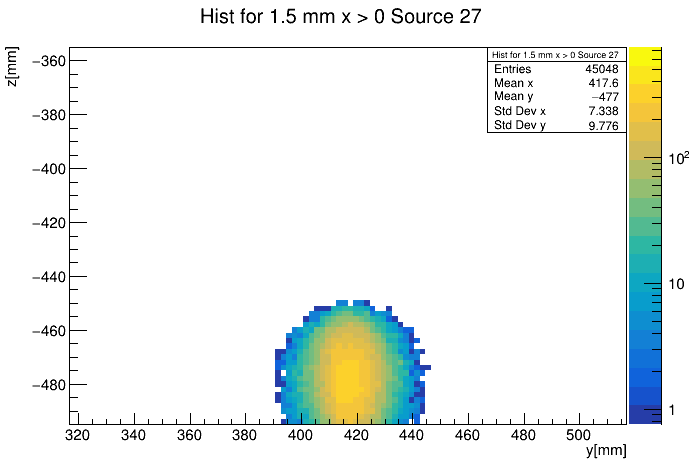 Hist for 1.5 mm x > 0 Source 27
z[mm]
−360
−380
−400
−420
−440
−460
−480
Hist for 1.5 mm x > 0 Source 27
Entries 45048
Mean x 417.6
Mean y −477
Std Dev x 7.338
Std Dev y 9.776
10²
10
1
320 340 360 380 400 420 440 460 480 500
y[mm]